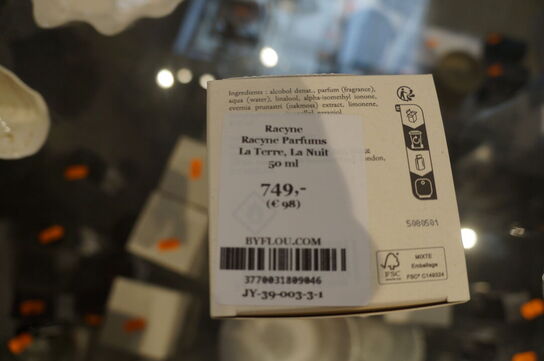 Ingredients : alcohol denat., parfum (fragrance),
aqua (water), linalool, alpha-isomethyl ionone,
evernia prunastri (oakmoss) extract, limonene,
geraniol
London,
Racyne
Racyne Parfums
La Terre, La Nuit
50 ml
749,-
(€ 98)
BYFLOU.COM
3770031809046
JY-39-003-3-1
5080501
FSC
MIXTE
Emballage
FSC® C149324